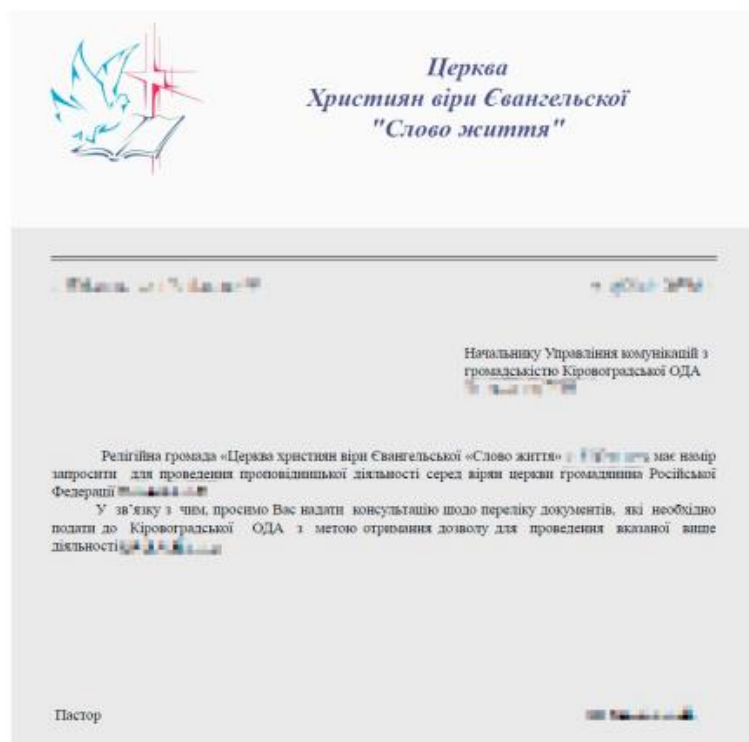 Церква
Християн віри Євангельскої
"Слово життя"
Начальнику Управління комунікацій з
громадськістю Кіровоградської ОДА
Релігійна громада «Церква християн віри Євангельської «Слово життя» має намір
запросити для проведення проповідницької діяльності серед вірян церкви громадянина Російської
Федерації
У зв'язку з чим, просимо Вас надати консультацію щодо переліку документів, які необхідно
подати до Кіровоградської ОДА з метою отримання дозволу для проведення вказаної вище
діяльності
Пастор